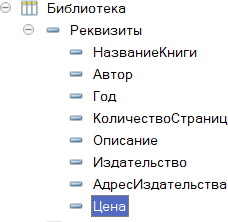 Библиотека
Реквизиты
НазваниеКниги
Автор
Год
КоличествоСтраниц
Описание
Издательство
АдресИздательства
Цена